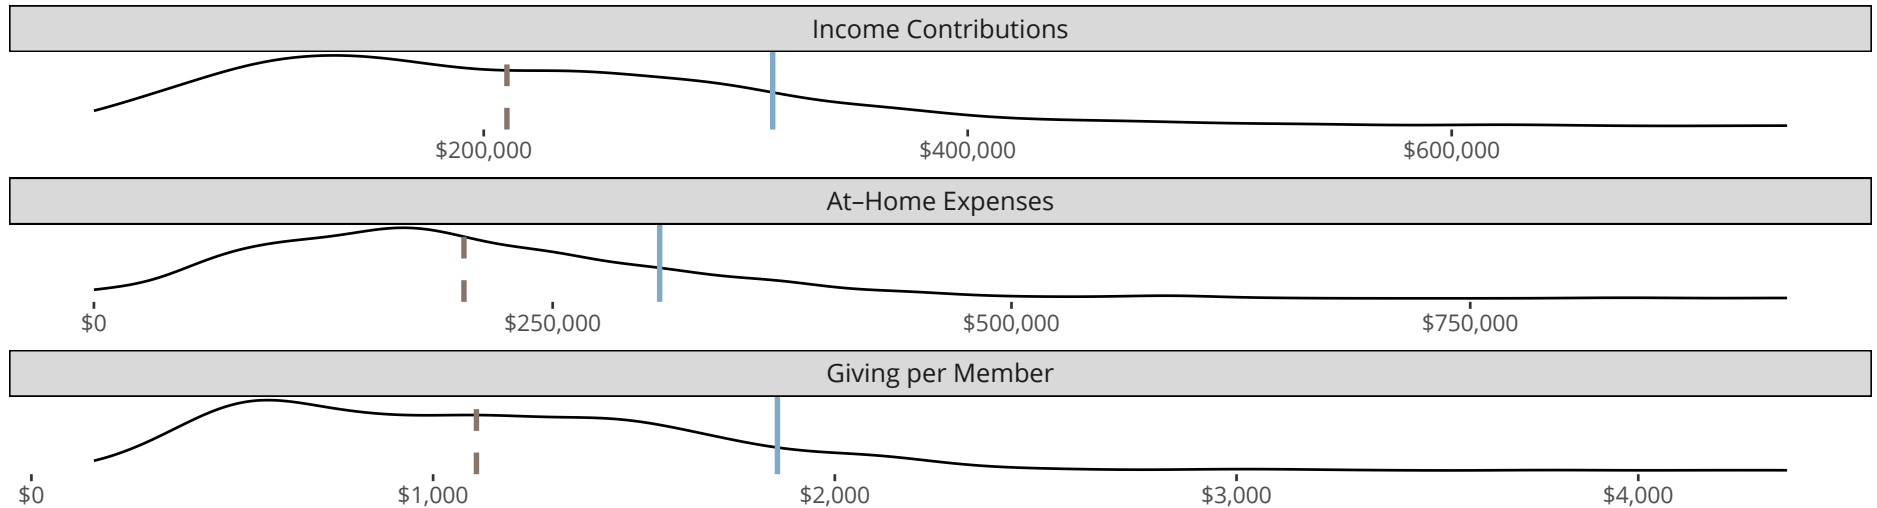 Income Contributions
$200,000 $400,000 $600,000
At–Home Expenses
$0 $250,000 $500,000 $750,000
Giving per Member
$0 $1,000 $2,000 $3,000 $4,000